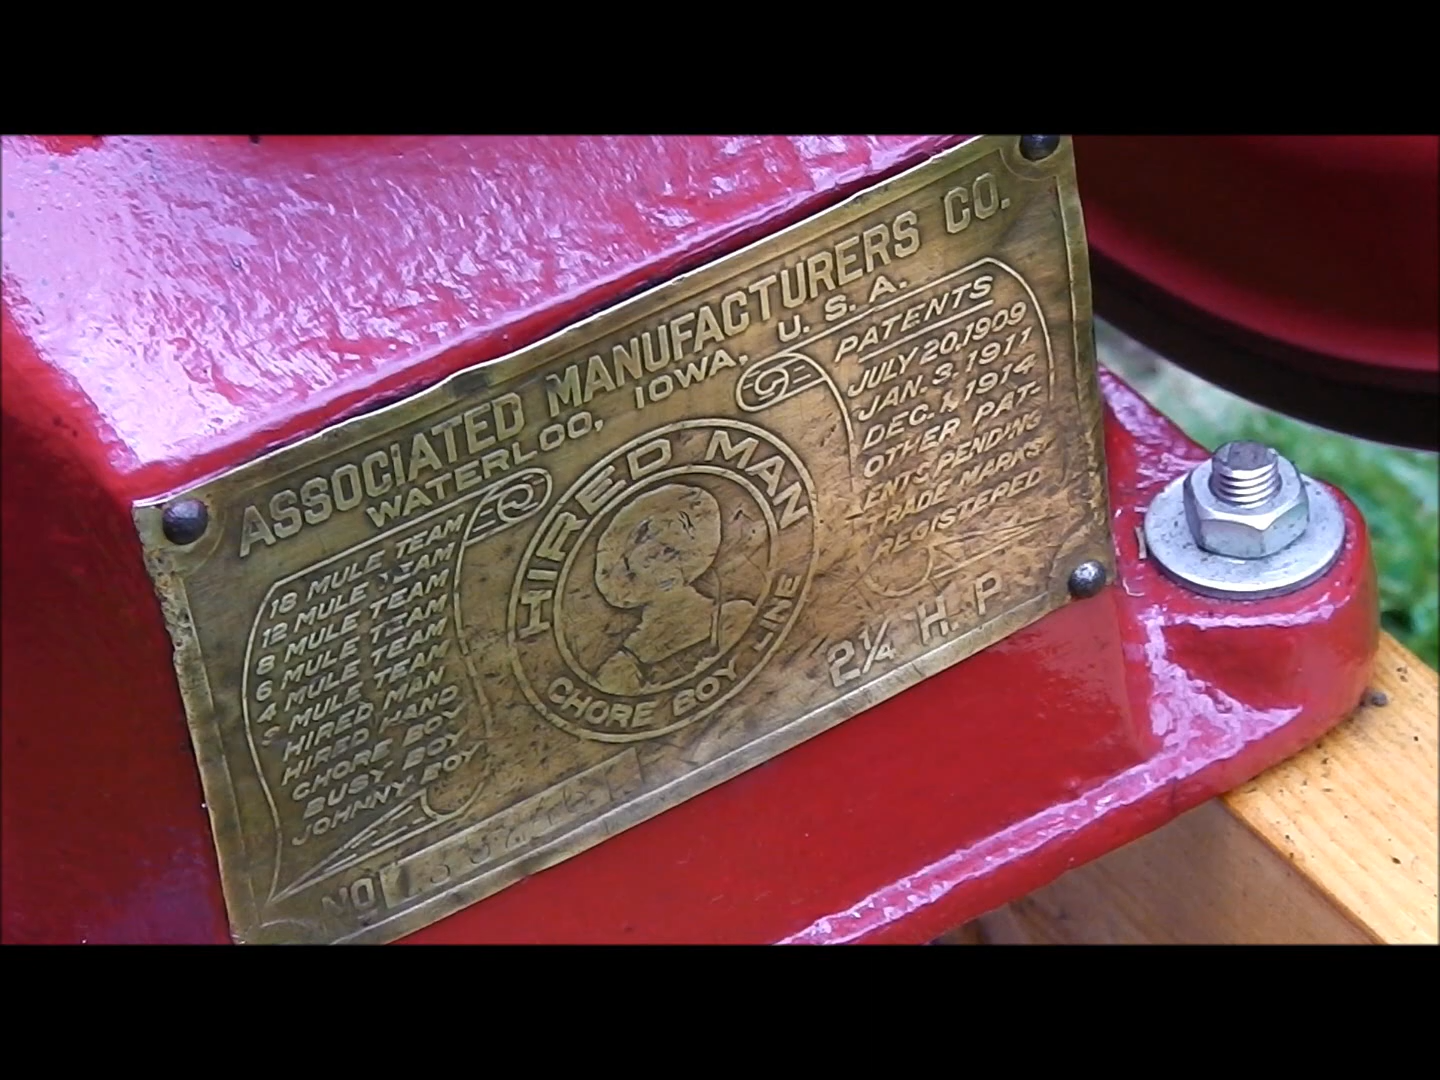 ASSOCIATED MANUFACTURERS CO.
WATERLOO, IOWA, U. S. A.
18 MULE TEAM
12 MULE TEAM
8 MULE TEAM
6 MULE TEAM
4 MULE TEAM
MULE TEAM
HIRED MAN
HIRED HAND
CHORE BOY
BUSY BOY
JOHNNY BOY
HIRED MAN
CHORE BOY LINE
PATENTS
JULY 20, 1909
JAN. 3, 1911
DEC. 1, 1914
OTHER PAT-
ENTS PENDING
TRADE MARKS
REGISTERED
2¼ H. P.
NO